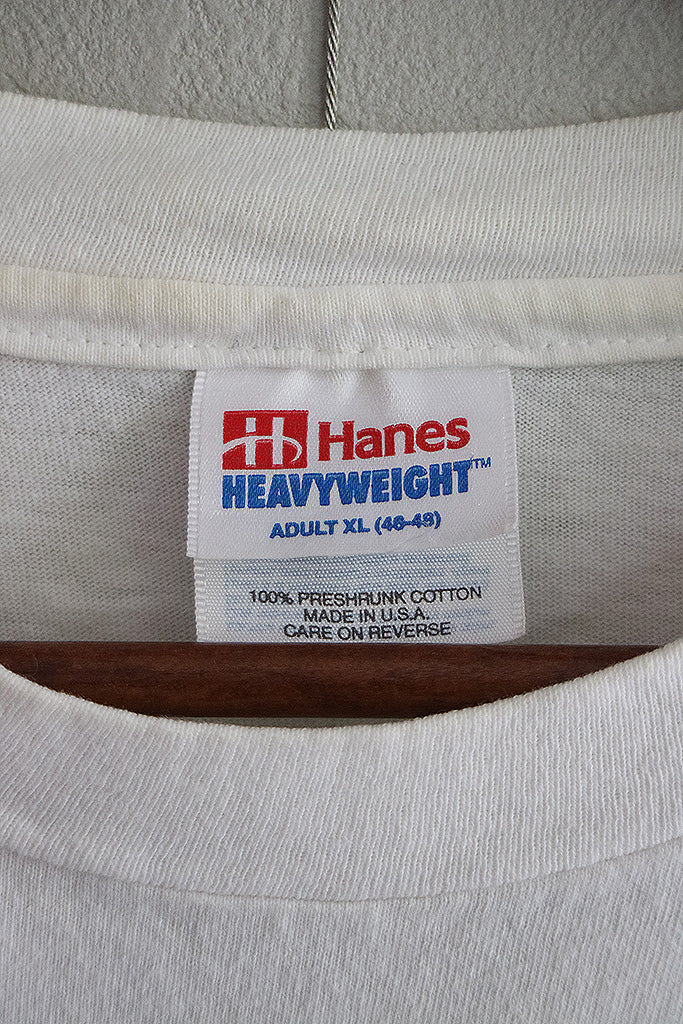 H Hanes
HEAVYWEIGHT™
ADULT XL (46-48)
100% PRESHRUNK COTTON
MADE IN U.S.A.
CARE ON REVERSE